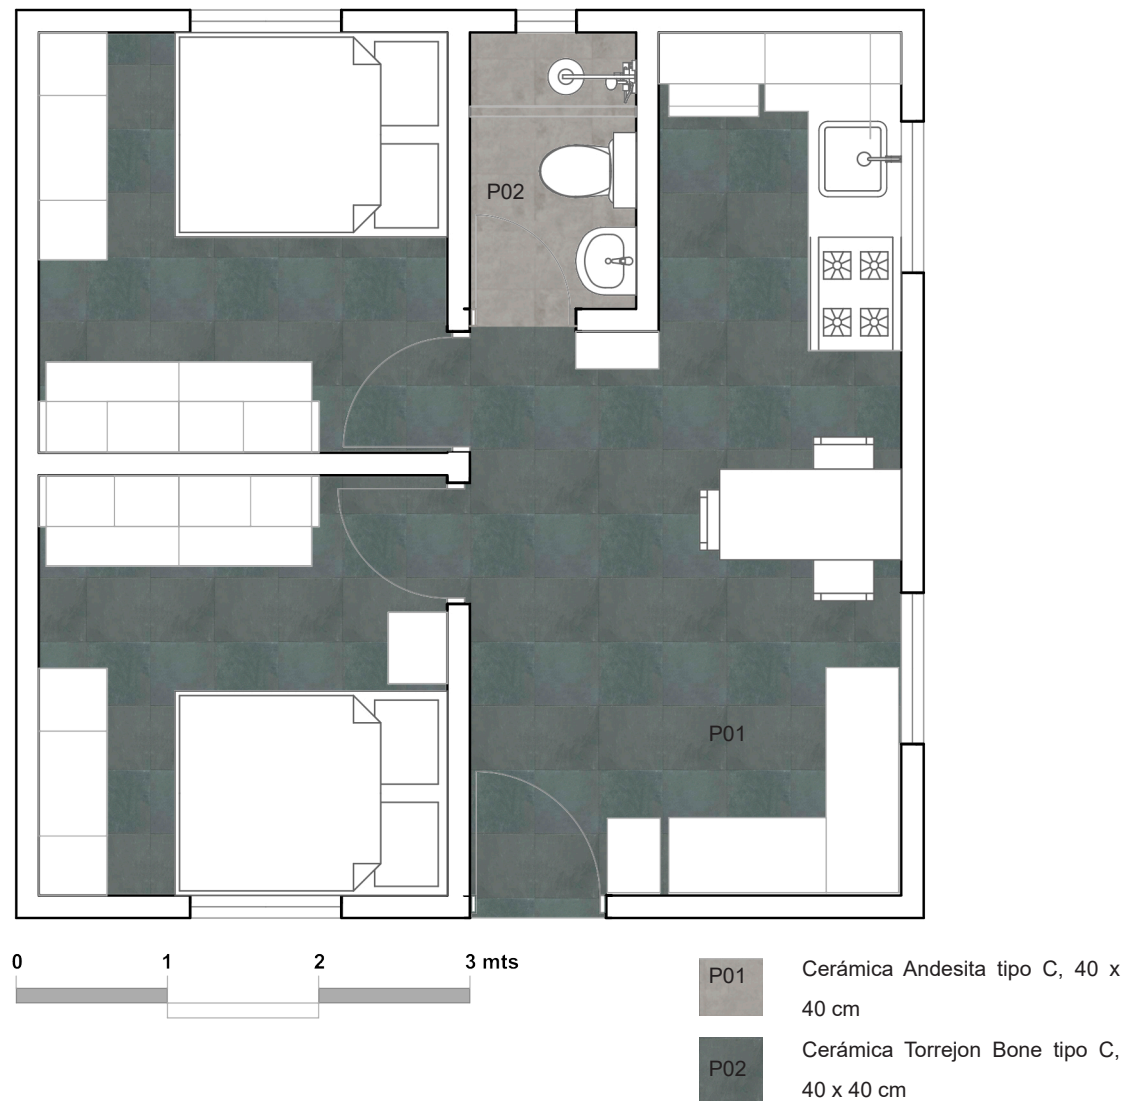 P02
P01
0 1 2 3 mts
P01
Cerámica Andesita tipo C, 40 x
40 cm
P02
Cerámica Torrejon Bone tipo C,
40 x 40 cm